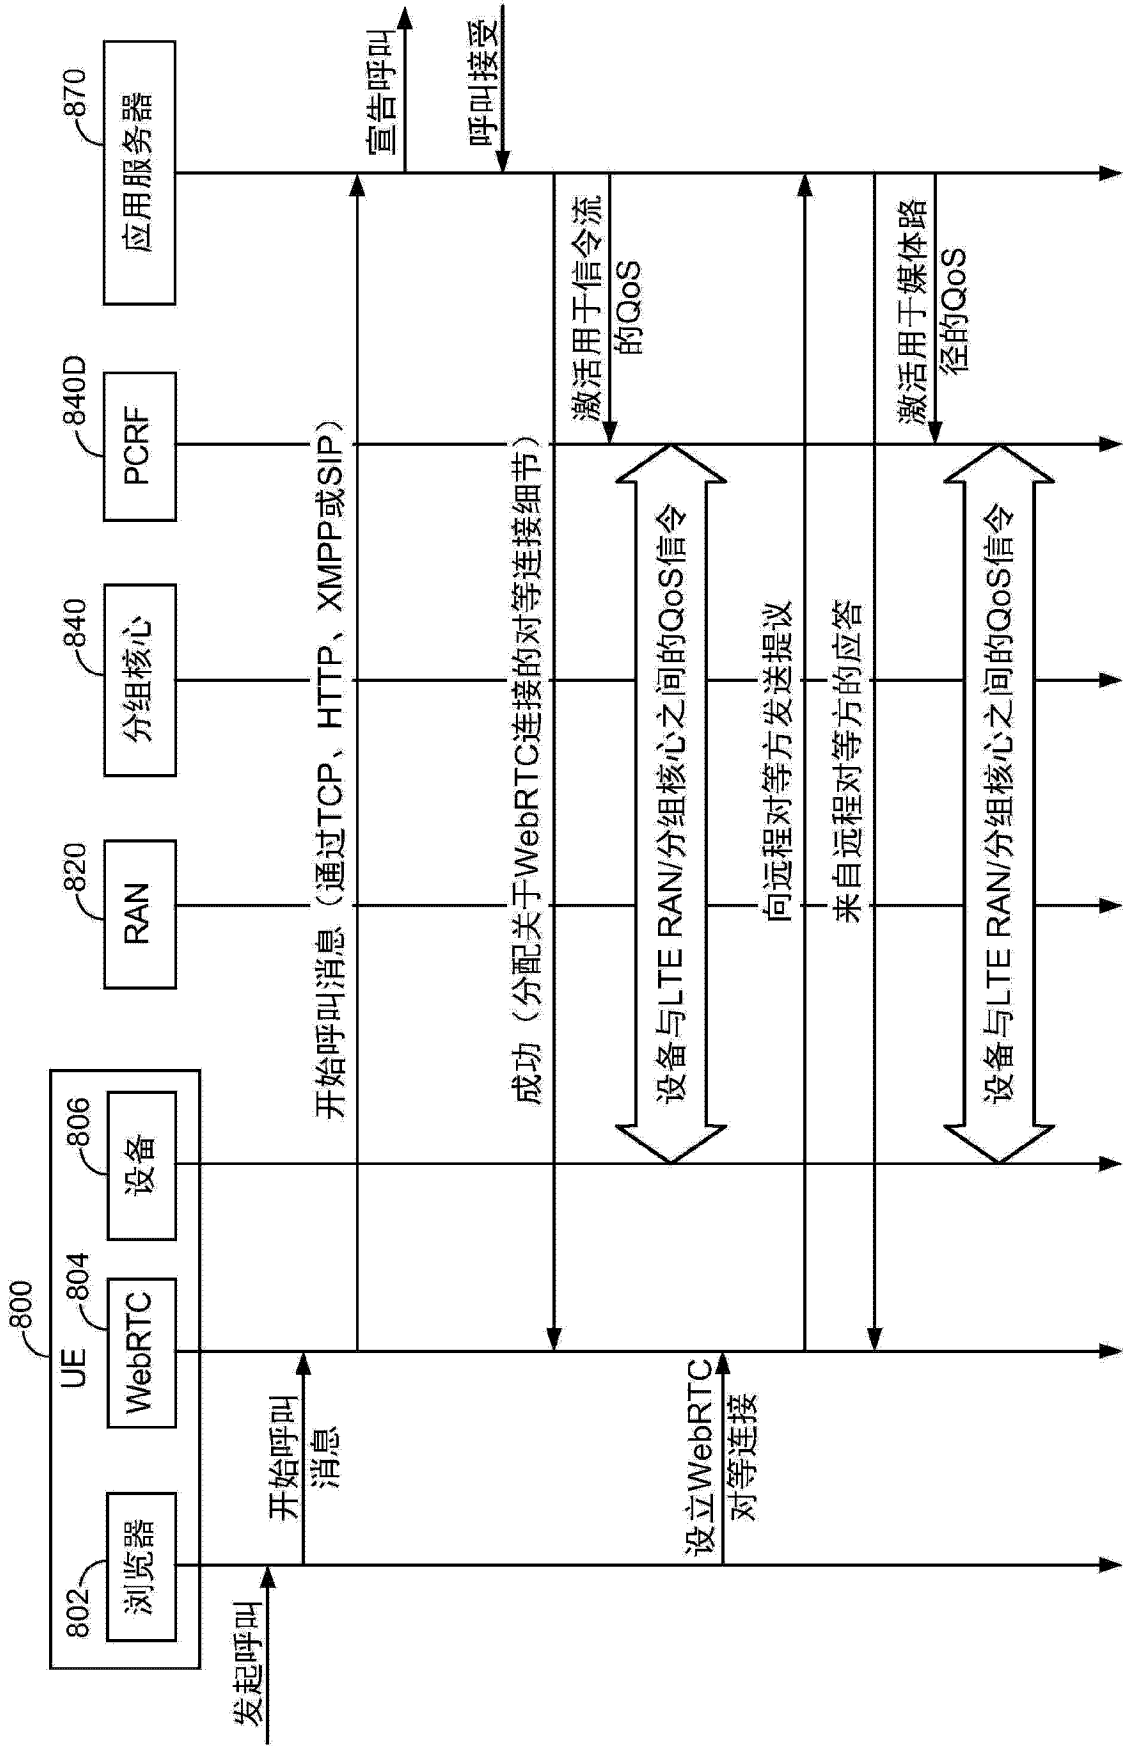 800
UE
802
浏览器
804
WebRTC
806
设备
820
RAN
840
分组核心
840D
PCRF
870
应用服务器
发起呼叫
开始呼叫
消息
开始呼叫消息（通过TCP、HTTP、XMPP或SIP）
宣告呼叫
呼叫接受
成功（分配关于WebRTC连接的对等连接细节）
激活用于信令流
的QoS
设备与LTE RAN/分组核心之间的QoS信令
设立WebRTC
对等连接
向远程对等方发送提议
来自远程对等方的应答
激活用于媒体路
径的QoS
设备与LTE RAN/分组核心之间的QoS信令